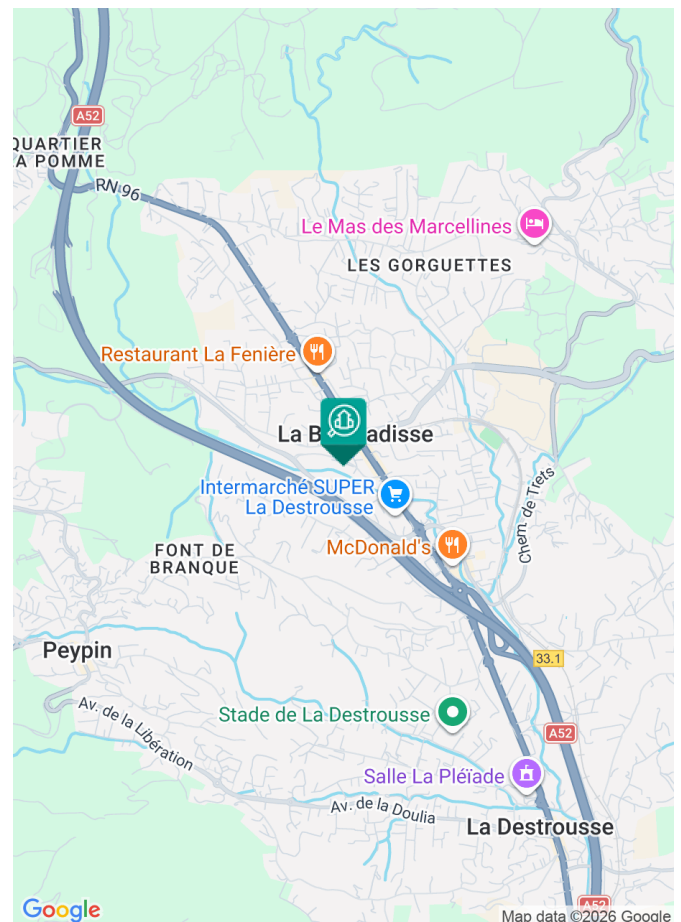 A52
QUARTIER
LA POMME
RN 96
Le Mas des Marcellines
LES GORGUETTES
Restaurant La Fenière
La B adisse
Intermarché SUPER
La Destrousse
Chem. de Trets
McDonald's
FONT DE
BRANQUE
Peypin
33.1
Av. de la Libération
Stade de La Destrousse
A52
Salle La Pléïade
Av. de la Doulia
La Destrousse
A52
Google
Map data ©2026 Google